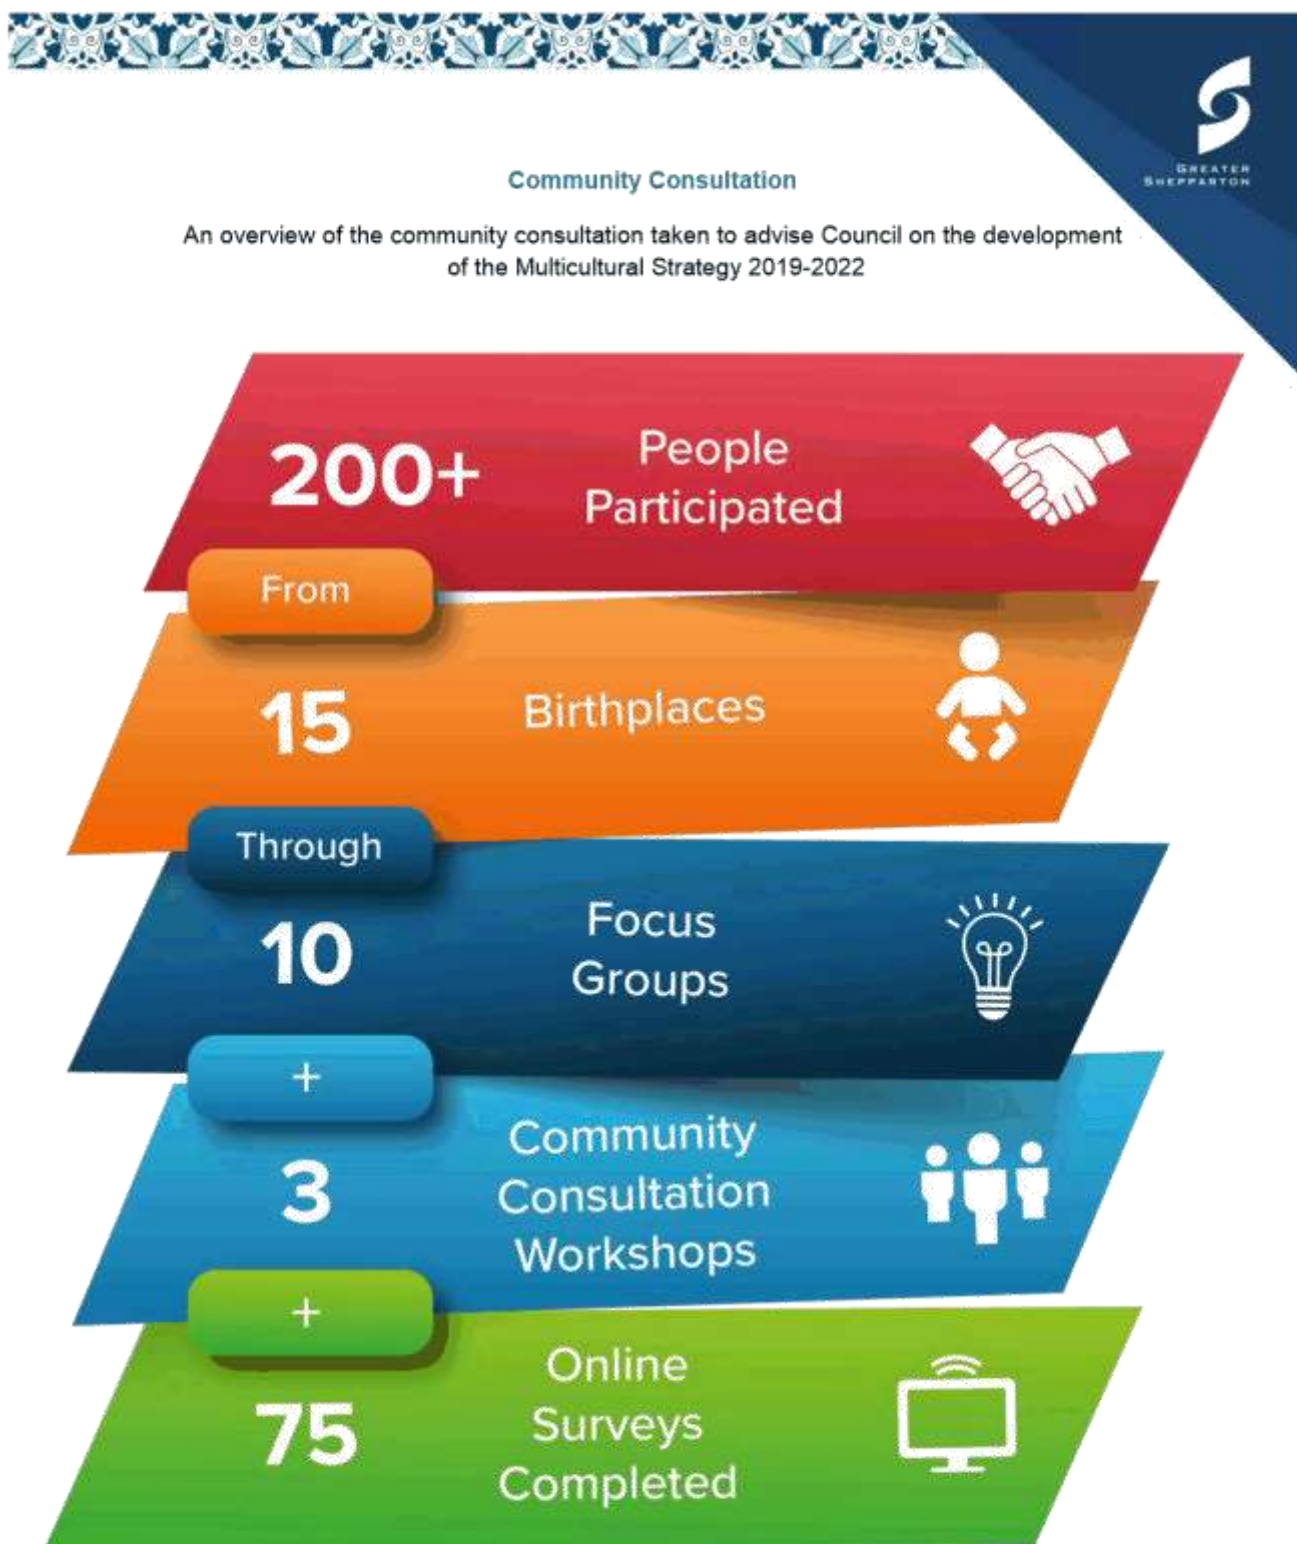 GREATER
SHEPPARTON
Community Consultation
An overview of the community consultation taken to advise Council on the development
of the Multicultural Strategy 2019-2022
200+
People
Participated
From
15
Birthplaces
Through
10
Focus
Groups
+
3
Community
Consultation
Workshops
+
75
Online
Surveys
Completed